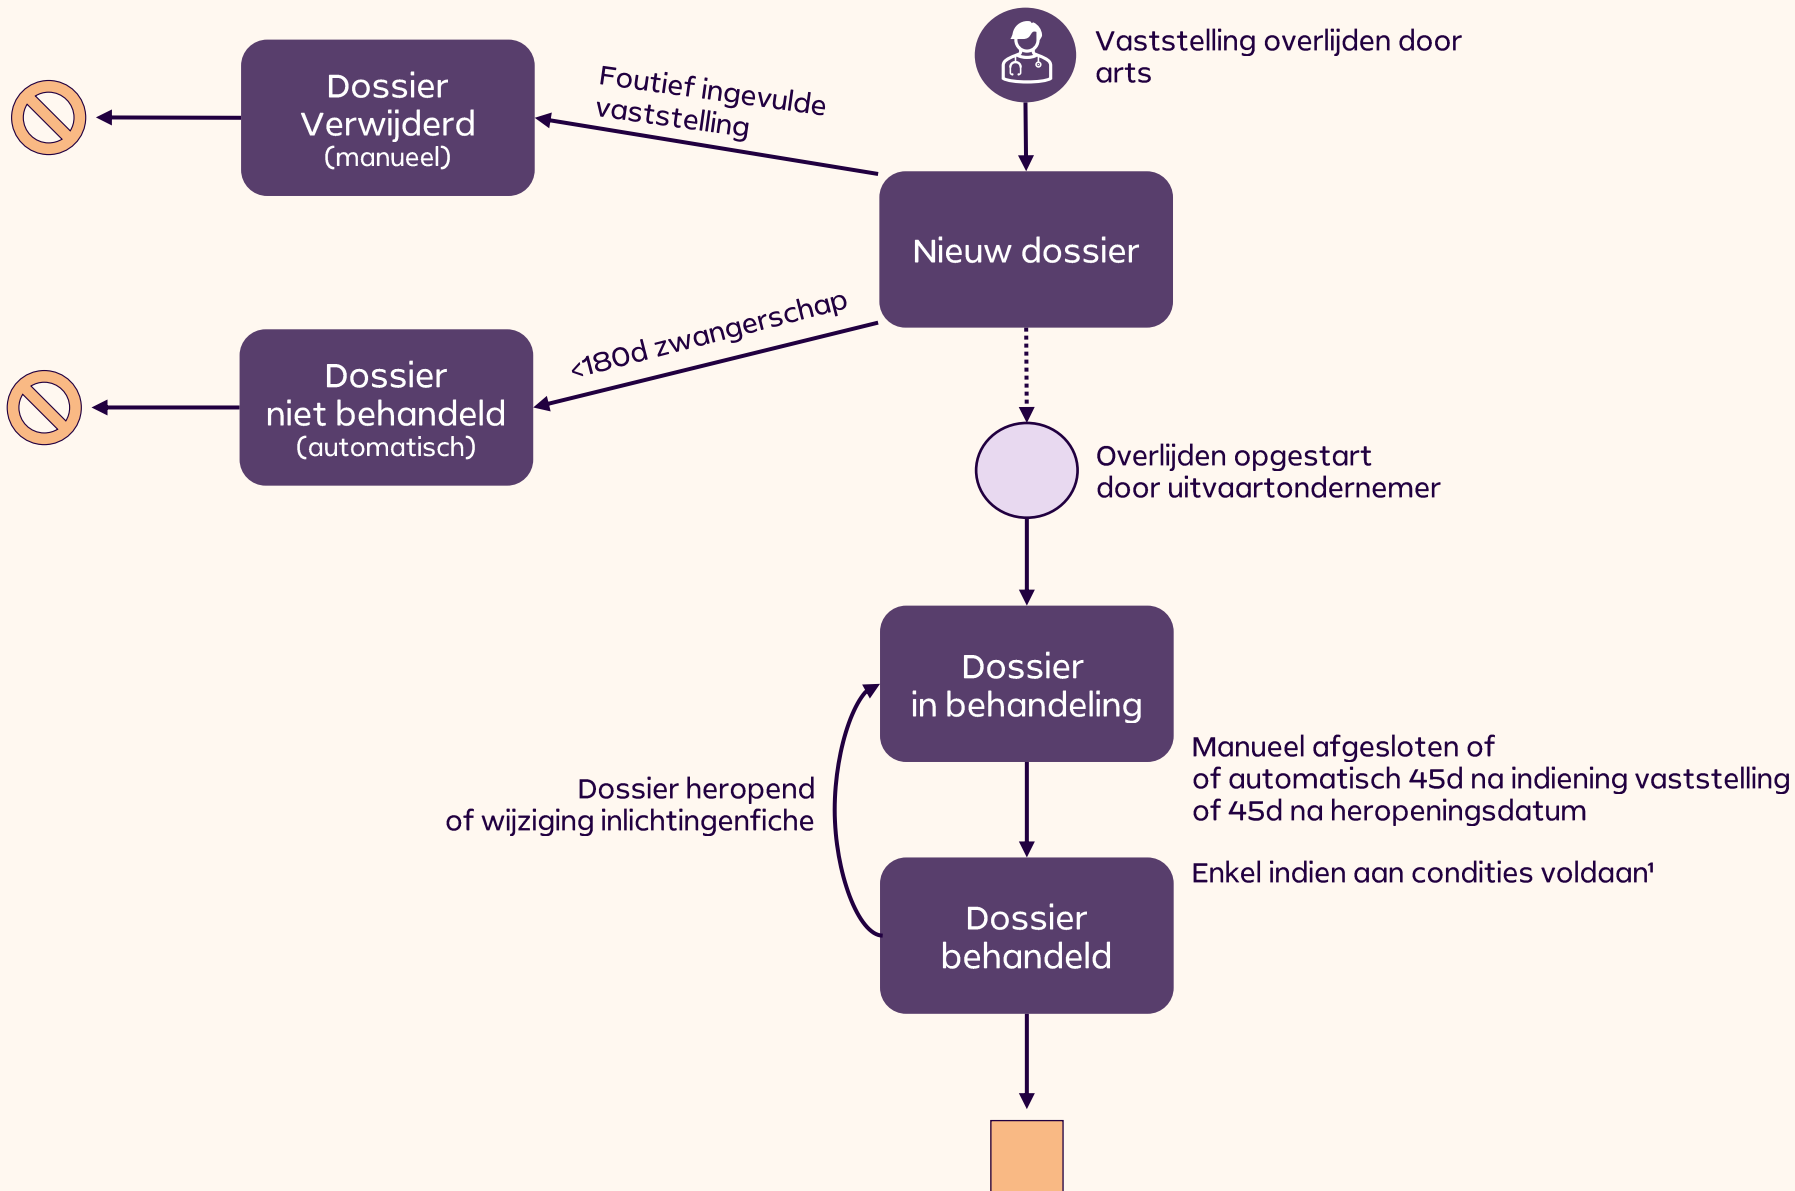 Vaststelling overlijden door
arts
Dossier
Verwijderd
(manueel)
Foutief ingevulde
vaststelling
Nieuw dossier
<180d zwangerschap
Dossier
niet behandeld
(automatisch)
Overlijden opgestart
door uitvaartondernemer
Dossier
in behandeling
Manueel afgesloten of
of automatisch 45d na indiening vaststelling
of 45d na heropeningsdatum
Dossier heropend
of wijziging inlichtingenfiche
Enkel indien aan condities voldaan¹
Dossier
behandeld